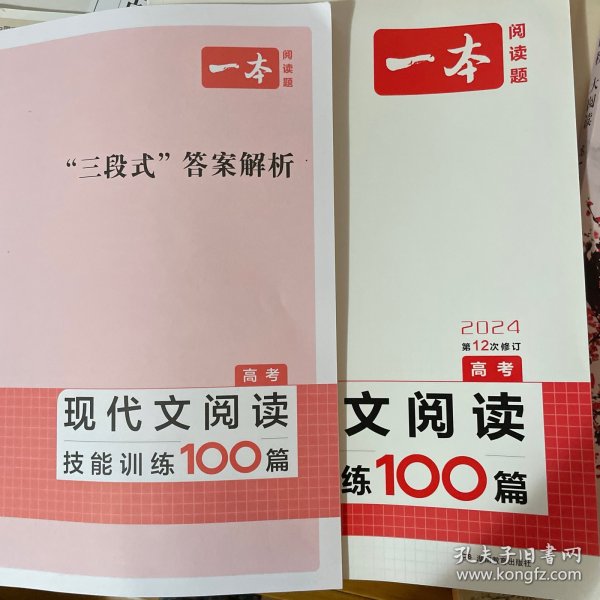 一本
阅读题
“三段式”答案解析
高考
现代文阅读
技能训练100篇
一本
阅读题
2024
第12次修订
高考
文阅读
练100篇
大阅读
孔夫子旧书网
www.kongfz.com